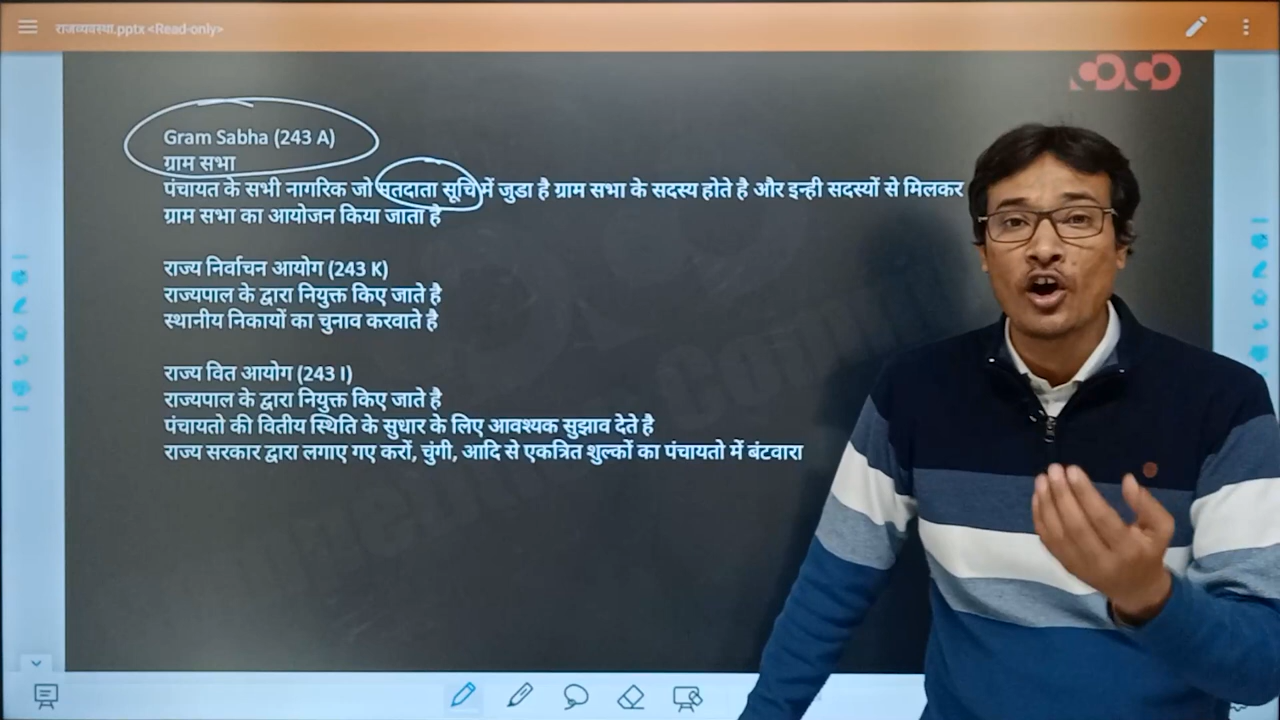 राजव्यवस्था.pptx <Read-only>
Gram Sabha (243 A)
ग्राम सभा
पंचायत के सभी नागरिक जो मतदाता सूचि में जुडा है ग्राम सभा के सदस्य होते है और इन्ही सदस्यों से मिलकर
ग्राम सभा का आयोजन किया जाता है
राज्य निर्वाचन आयोग (243 K)
राज्यपाल के द्वारा नियुक्त किए जाते है
स्थानीय निकायों का चुनाव करवाते है
राज्य वित आयोग (243 I)
राज्यपाल के द्वारा नियुक्त किए जाते है
पंचायतो की वितीय स्थिति के सुधार के लिए आवश्यक सुझाव देते है
राज्य सरकार द्वारा लगाए गए करों, चुंगी, आदि से एकत्रित शुल्कों का पंचायतो में बंटवारा